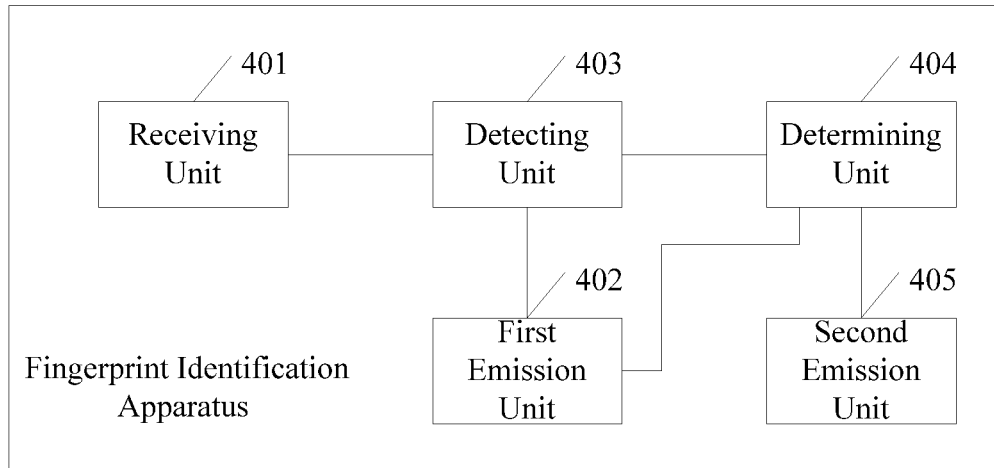 401
403
404
Receiving
Unit
Detecting
Unit
Determining
Unit
402
405
First
Emission
Unit
Second
Emission
Unit
Fingerprint Identification
Apparatus